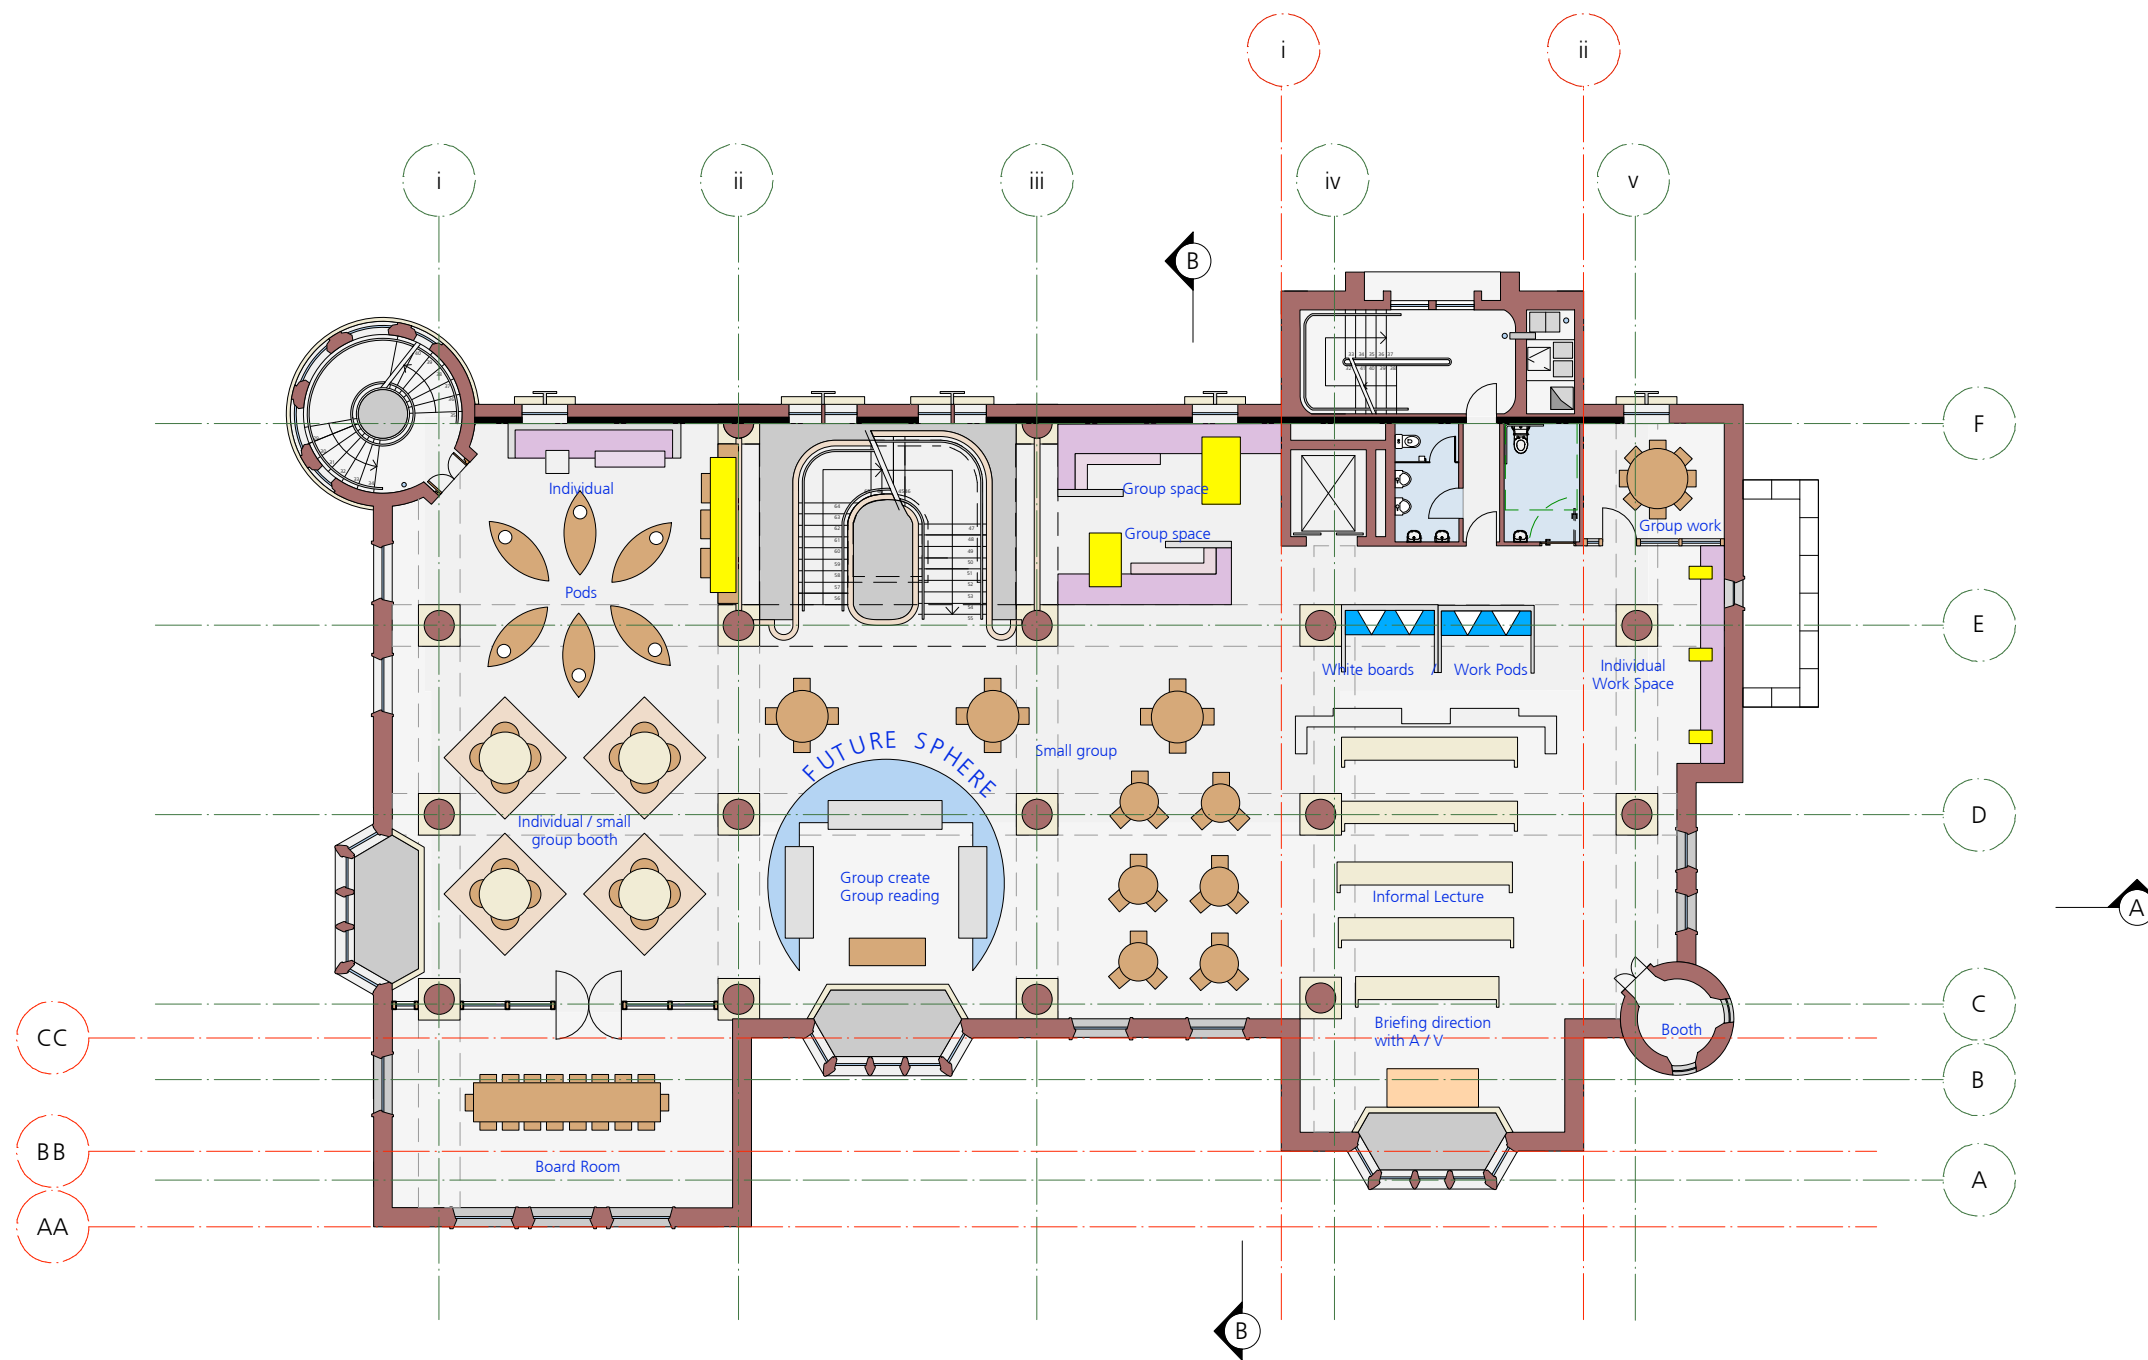 i
ii
i
ii
iii
iv
v
B
F
Individual
Group space
Group space
Group work
Pods
E
White boards / Work Pods
Individual
Work Space
FUTURE SPHERE
Small group
Individual / small
group booth
D
Group create
Group reading
Informal Lecture
A
C
CC
Briefing direction
with A / V
Booth
B
BB
Board Room
A
AA
B